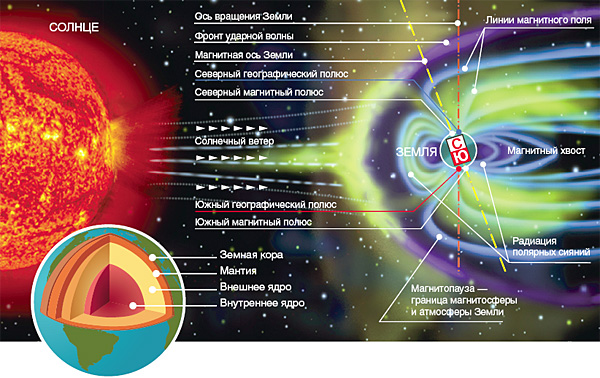 СОЛНЦЕ
Ось вращения Земли
Фронт ударной волны
Магнитная ось Земли
Северный географический полюс
Северный магнитный полюс
Линии магнитного поля
Солнечный ветер
ЗЕМЛЯ
С
Ю
Магнитный хвост
Южный географический полюс
Южный магнитный полюс
Радиация
полярных сияний
Земная кора
Мантия
Внешнее ядро
Внутреннее ядро
Магнитопауза —
граница магнитосферы
и атмосферы Земли